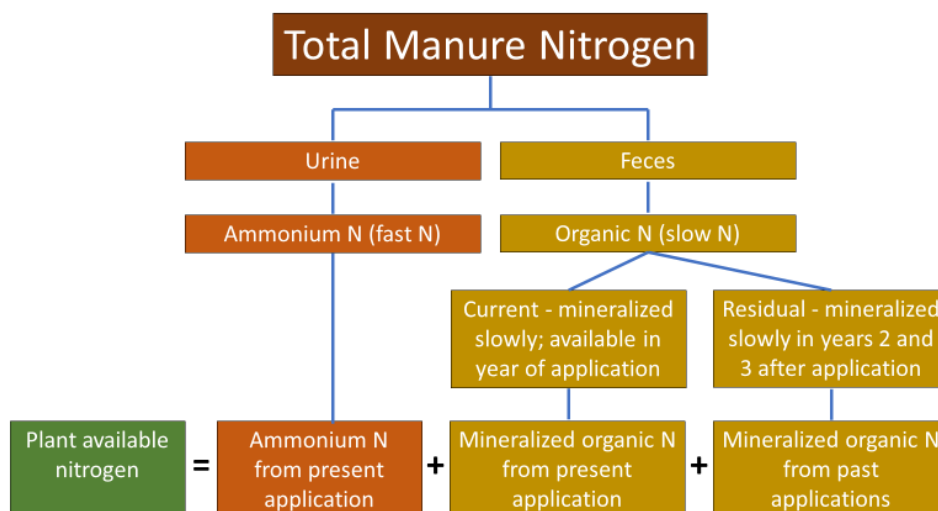 Total Manure Nitrogen
Urine
Feces
Ammonium N (fast N)
Organic N (slow N)
Current - mineralized
slowly; available in
year of application
Residual - mineralized
slowly in years 2 and
3 after application
Plant available
nitrogen
=
Ammonium N
from present
application
+
Mineralized organic N
from present
application
+
Mineralized organic N
from past
applications